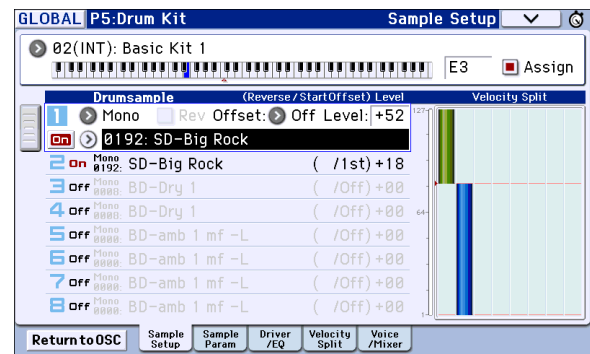 GLOBAL P5:Drum Kit Sample Setup
02(INT): Basic Kit 1
E3 Assign
Drumsample (Reverse/StartOffset) Level Velocity Split
1 Mono Rev Offset: Off Level: +52 127-
On 0192: SD-Big Rock
2 On Mono 0192: SD-Big Rock ( /1st) +18
3 Off Mono 0000: BD-Dry 1 ( /Off) +00
4 Off Mono 0000: BD-Dry 1 ( /Off) +00 64-
5 Off Mono 0000: BD-amb 1 mf -L ( /Off) +00
6 Off Mono 0000: BD-amb 1 mf -L ( /Off) +00
7 Off Mono 0000: BD-amb 1 mf -L ( /Off) +00
8 Off Mono 0000: BD-amb 1 mf -L ( /Off) +00 1-
Return to OSC Sample Setup Sample Param Driver /EQ Velocity Split Voice /Mixer